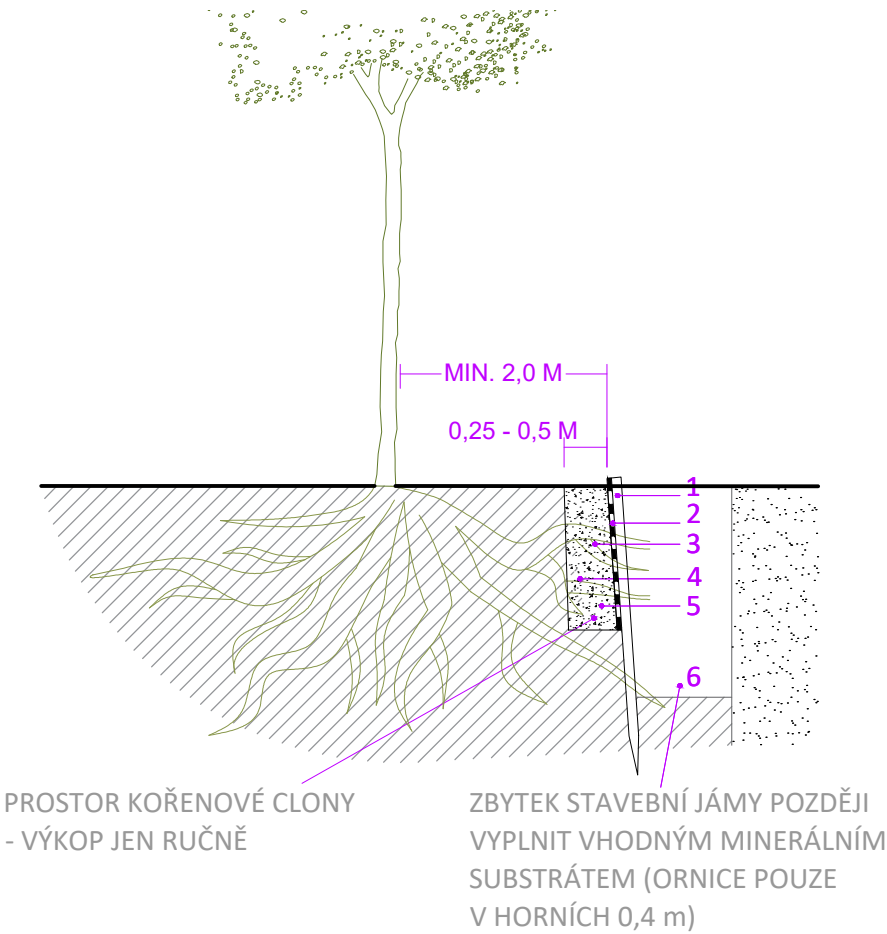 MIN. 2,0 M
0,25 - 0,5 M
1
2
3
4
5
6
PROSTOR KOŘENOVÉ CLONY
- VÝKOP JEN RUČNĚ
ZBYTEK STAVEBNÍ JÁMY POZDĚJI
VYPLNIT VHODNÝM MINERÁLNÍM
SUBSTRÁTEM (ORNICE POUZE
V HORNÍCH 0,4 m)